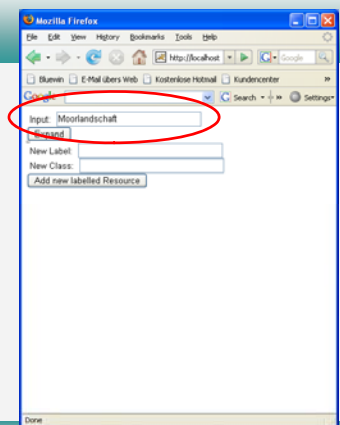 Mozilla Firefox
File Edit View History Bookmarks Tools Help
http://localhost Google
Bluewin E-Mail übers Web Kostenlose Hotmail Kundencenter »
Google Search » Settings
Input: Moorlandschaft
Expand
New Label:
New Class:
Add new labelled Resource
Done